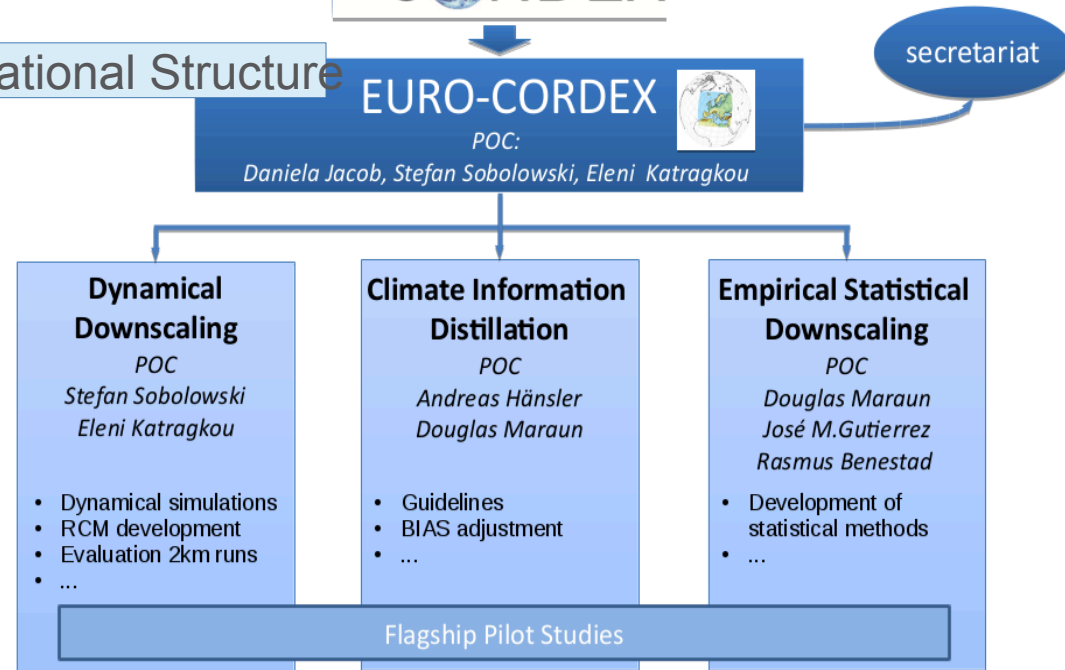 secretariat
ational Structure
EURO-CORDEX
POC:
Daniela Jacob, Stefan Sobolowski, Eleni Katragkou
Dynamical
Downscaling
POC
Stefan Sobolowski
Eleni Katragkou
• Dynamical simulations
• RCM development
• Evaluation 2km runs
• ...
Climate Information
Distillation
POC
Andreas Hänsler
Douglas Maraun
• Guidelines
• BIAS adjustment
• ...
Empirical Statistical
Downscaling
POC
Douglas Maraun
José M.Gutierrez
Rasmus Benestad
• Development of
statistical methods
• ...
Flagship Pilot Studies